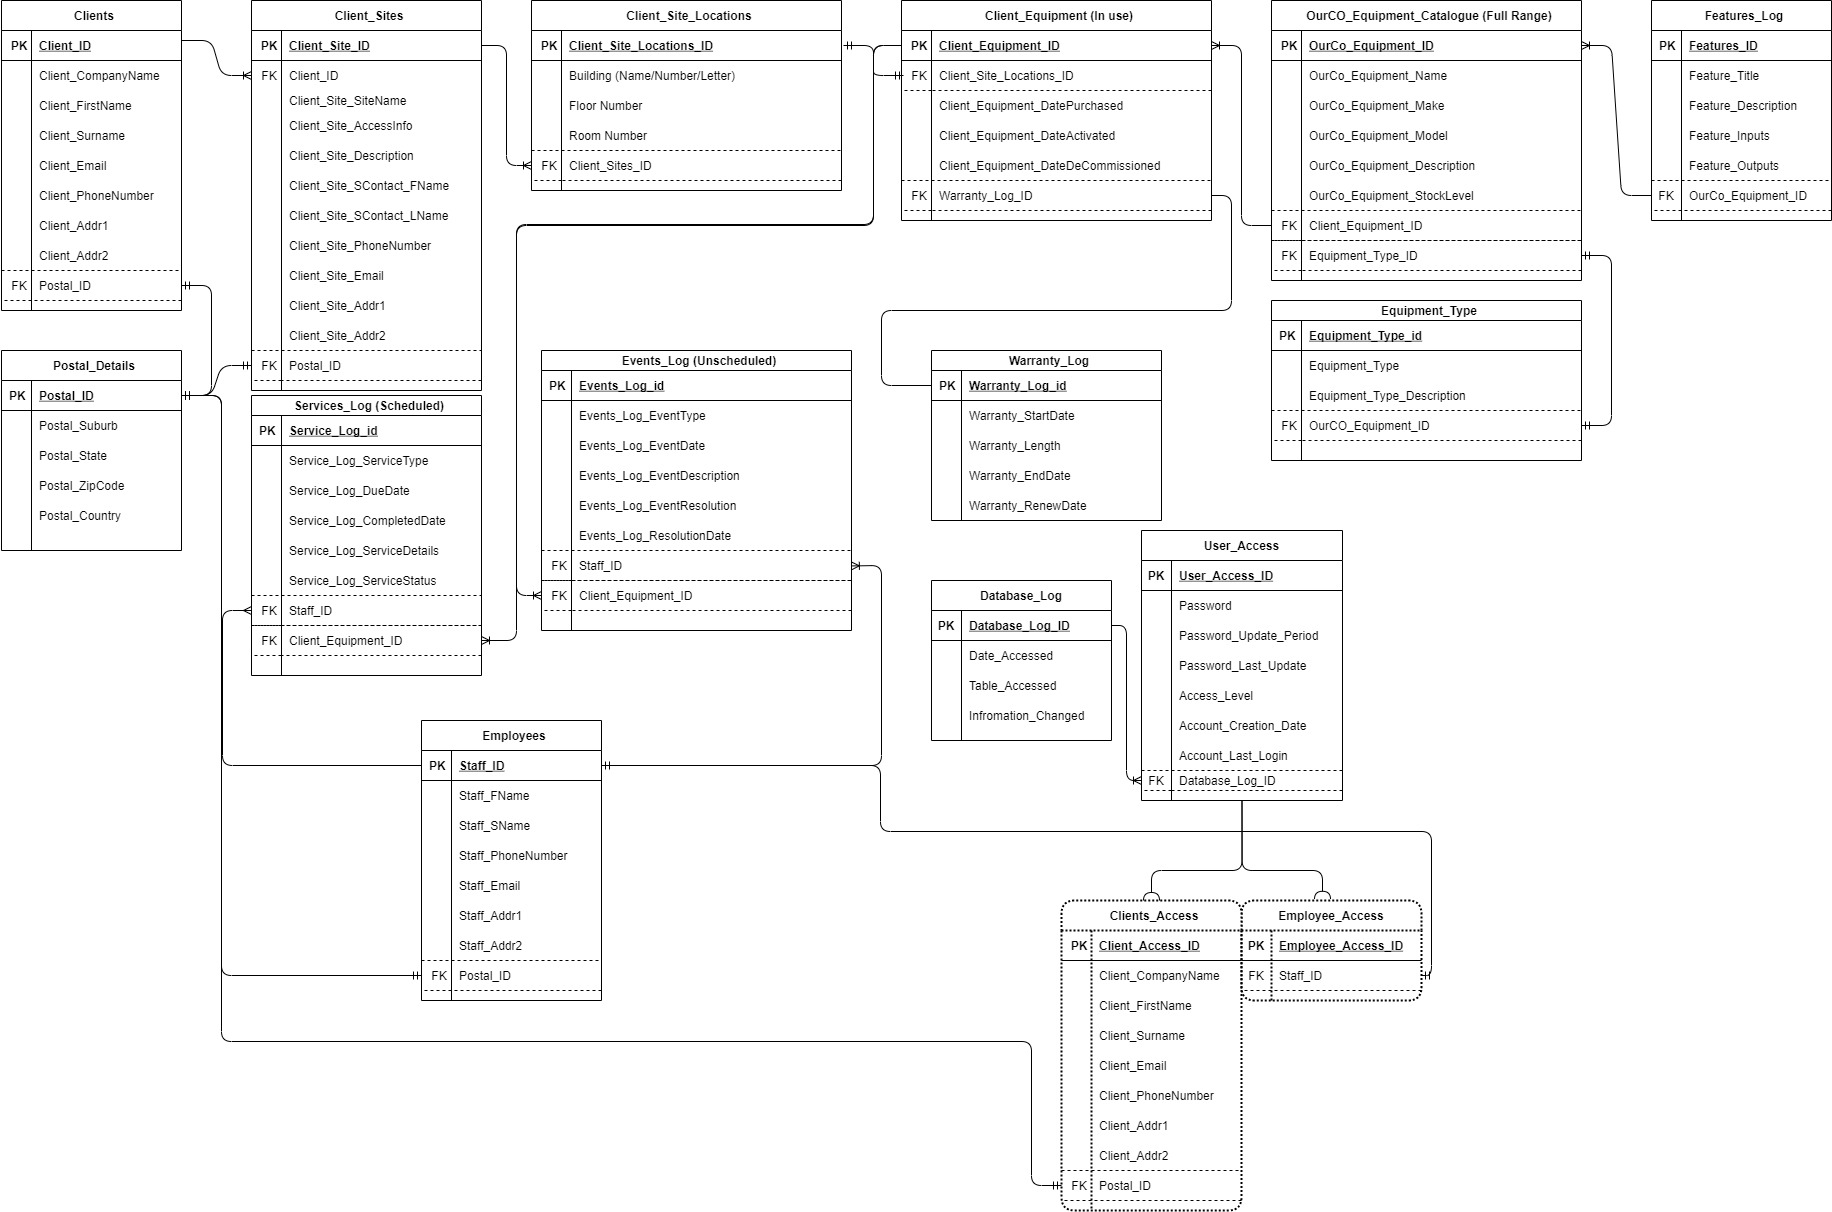 Clients
PK Client_ID
Client_CompanyName
Client_FirstName
Client_Surname
Client_Email
Client_PhoneNumber
Client_Addr1
Client_Addr2
FK Postal_ID
Client_Sites
PK Client_Site_ID
FK Client_ID
Client_Site_SiteName
Client_Site_AccessInfo
Client_Site_Description
Client_Site_SContact_FName
Client_Site_SContact_LName
Client_Site_PhoneNumber
Client_Site_Email
Client_Site_Addr1
Client_Site_Addr2
FK Postal_ID
Client_Site_Locations
PK Client_Site_Locations_ID
Building (Name/Number/Letter)
Floor Number
Room Number
FK Client_Sites_ID
Client_Equipment (In use)
PK Client_Equipment_ID
FK Client_Site_Locations_ID
Client_Equipment_DatePurchased
Client_Equipment_DateActivated
Client_Equipment_DateDeCommissioned
FK Warranty_Log_ID
OurCO_Equipment_Catalogue (Full Range)
PK OurCo_Equipment_ID
OurCo_Equipment_Name
OurCo_Equipment_Make
OurCo_Equipment_Model
OurCo_Equipment_Description
OurCo_Equipment_StockLevel
FK Client_Equipment_ID
FK Equipment_Type_ID
Features_Log
PK Features_ID
Feature_Title
Feature_Description
Feature_Inputs
Feature_Outputs
FK OurCo_Equipment_ID
Postal_Details
PK Postal_ID
Postal_Suburb
Postal_State
Postal_ZipCode
Postal_Country
Services_Log (Scheduled)
PK Service_Log_id
Service_Log_ServiceType
Service_Log_DueDate
Service_Log_CompletedDate
Service_Log_ServiceDetails
Service_Log_ServiceStatus
FK Staff_ID
FK Client_Equipment_ID
Events_Log (Unscheduled)
PK Events_Log_id
Events_Log_EventType
Events_Log_EventDate
Events_Log_EventDescription
Events_Log_EventResolution
Events_Log_ResolutionDate
FK Staff_ID
FK Client_Equipment_ID
Warranty_Log
PK Warranty_Log_id
Warranty_StartDate
Warranty_Length
Warranty_EndDate
Warranty_RenewDate
Equipment_Type
PK Equipment_Type_id
Equipment_Type
Equipment_Type_Description
FK OurCO_Equipment_ID
Database_Log
PK Database_Log_ID
Date_Accessed
Table_Accessed
Infromation_Changed
User_Access
PK User_Access_ID
Password
Password_Update_Period
Password_Last_Update
Access_Level
Account_Creation_Date
Account_Last_Login
FK Database_Log_ID
Employees
PK Staff_ID
Staff_FName
Staff_SName
Staff_PhoneNumber
Staff_Email
Staff_Addr1
Staff_Addr2
FK Postal_ID
Clients_Access
PK Client_Access_ID
Client_CompanyName
Client_FirstName
Client_Surname
Client_Email
Client_PhoneNumber
Client_Addr1
Client_Addr2
FK Postal_ID
Employee_Access
PK Employee_Access_ID
FK Staff_ID